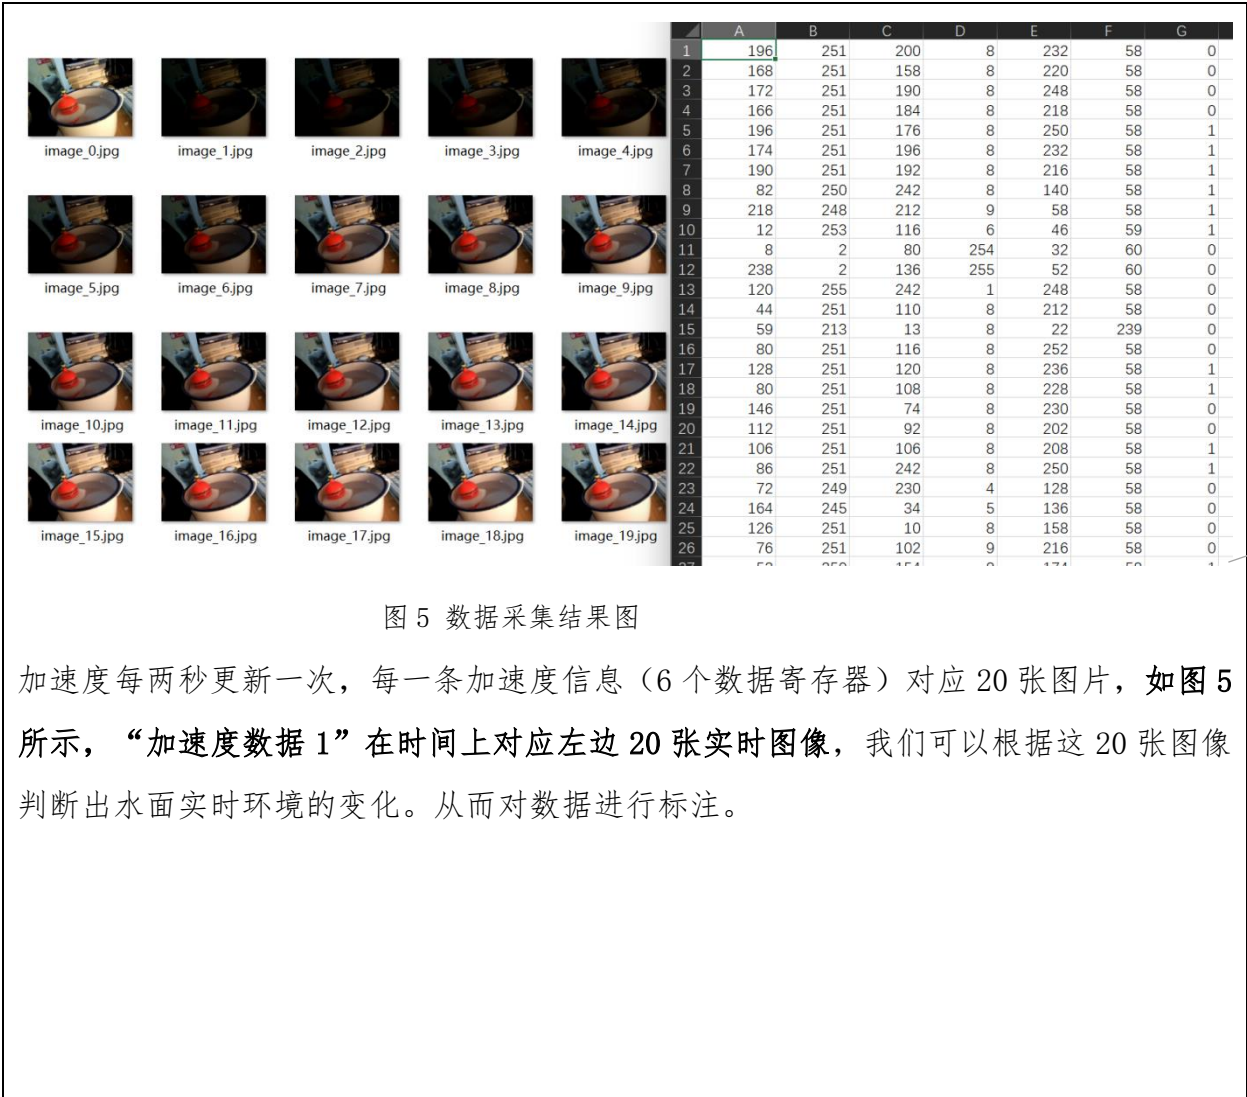 A B C D E F G
1 196 251 200 8 232 58 0
2 168 251 158 8 220 58 0
3 172 251 190 8 248 58 0
4 166 251 184 8 218 58 0
5 196 251 176 8 250 58 1
6 174 251 196 8 232 58 1
7 190 251 192 8 216 58 1
8 82 250 242 8 140 58 1
9 218 248 212 9 58 58 1
10 12 253 116 6 46 59 1
11 8 2 80 254 32 60 0
12 238 2 136 255 52 60 0
13 120 255 242 1 248 58 0
14 44 251 110 8 212 58 0
15 59 213 13 8 22 239 0
16 80 251 116 8 252 58 0
17 128 251 120 8 236 58 1
18 80 251 108 8 228 58 1
19 146 251 74 8 230 58 0
20 112 251 92 8 202 58 0
21 106 251 106 8 208 58 1
22 86 251 242 8 250 58 1
23 72 249 230 4 128 58 0
24 164 245 34 5 136 58 0
25 126 251 10 8 158 58 0
26 76 251 102 9 216 58 0
image_0.jpg image_1.jpg image_2.jpg image_3.jpg image_4.jpg
image_5.jpg image_6.jpg image_7.jpg image_8.jpg image_9.jpg
image_10.jpg image_11.jpg image_12.jpg image_13.jpg image_14.jpg
image_15.jpg image_16.jpg image_17.jpg image_18.jpg image_19.jpg
图 5 数据采集结果图
加速度每两秒更新一次，每一条加速度信息（6 个数据寄存器）对应 20 张图片，如图 5
所示，“加速度数据 1”在时间上对应左边 20 张实时图像，我们可以根据这 20 张图像
判断出水面实时环境的变化。从而对数据进行标注。